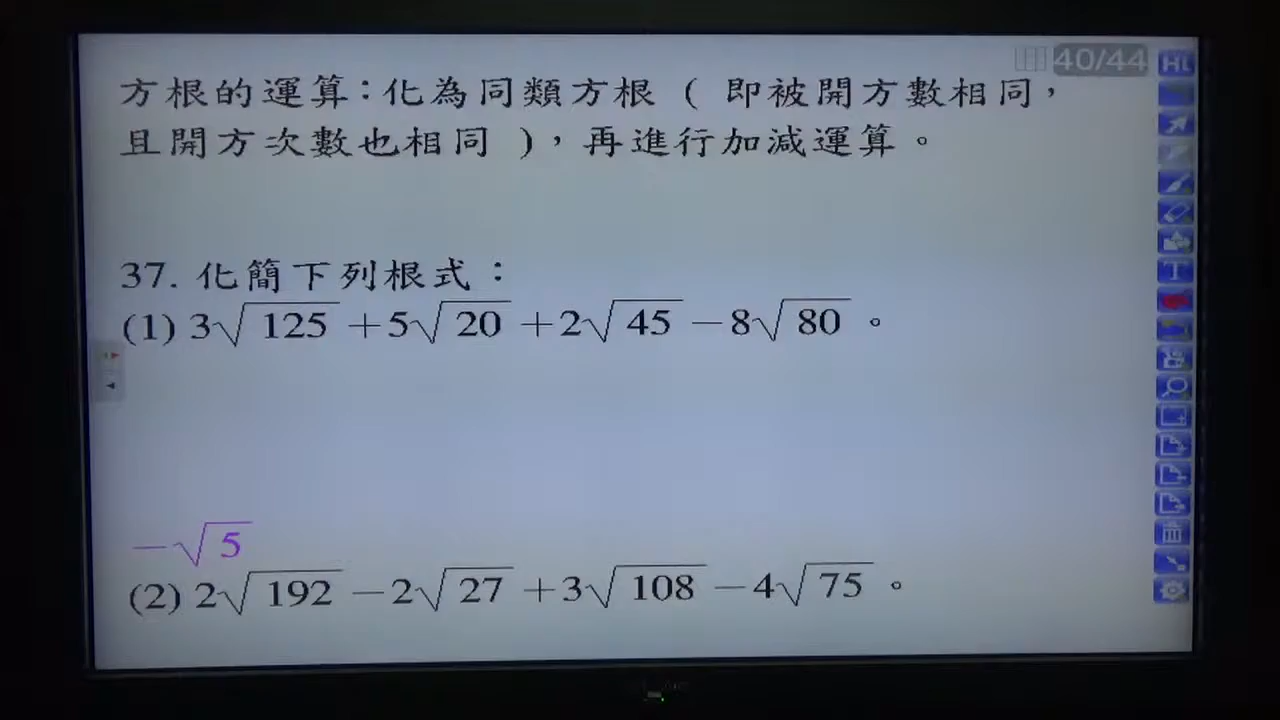 40/44
方根的運算：化為同類方根 ( 即被開方數相同，
且開方次數也相同 )，再進行加減運算。
37. 化簡下列根式：
(1) 3√125 +5√20 +2√45 −8√80 。
−√5
(2) 2√192 −2√27 +3√108 −4√75 。